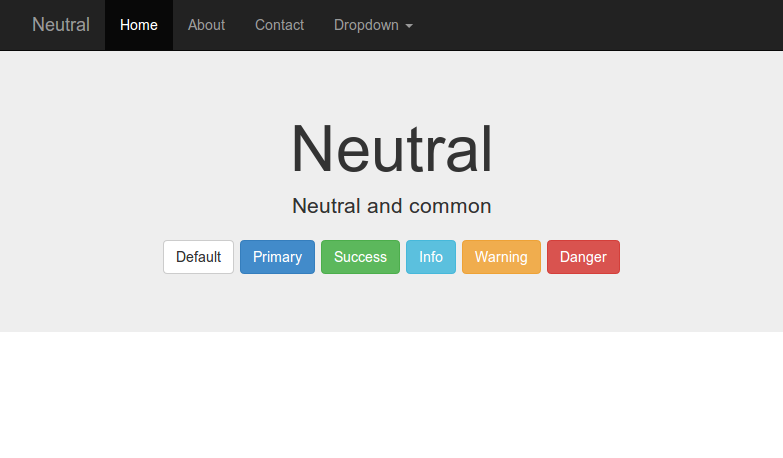 Neutral Home About Contact Dropdown
Neutral
Neutral and common
Default Primary Success Info Warning Danger